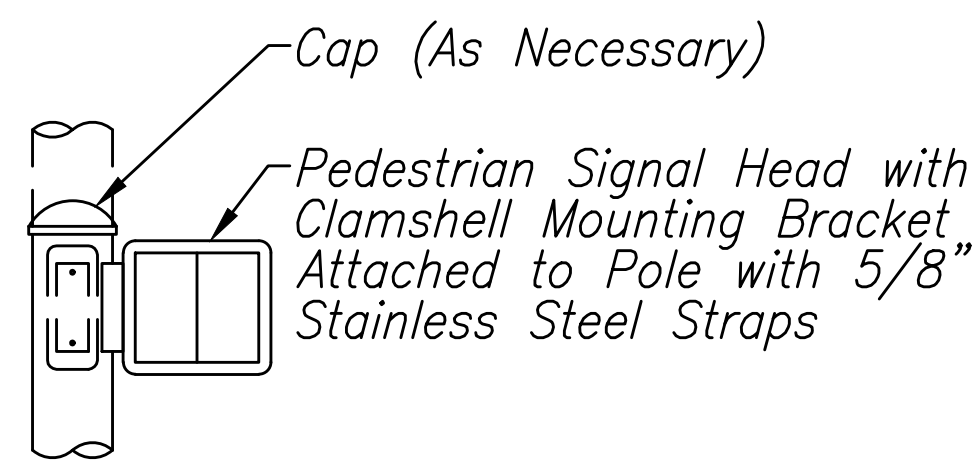 Cap (As Necessary)
Pedestrian Signal Head with
Clamshell Mounting Bracket
Attached to Pole with 5/8”
Stainless Steel Straps